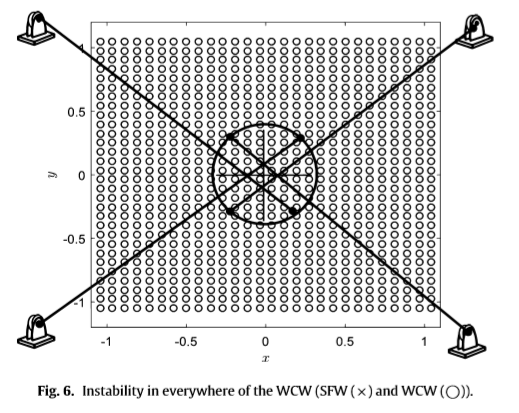 1
0.5
0
-0.5
-1
y
-1 -0.5 0 0.5 1
x
Fig. 6. Instability in everywhere of the WCW (SFW (×) and WCW (○)).